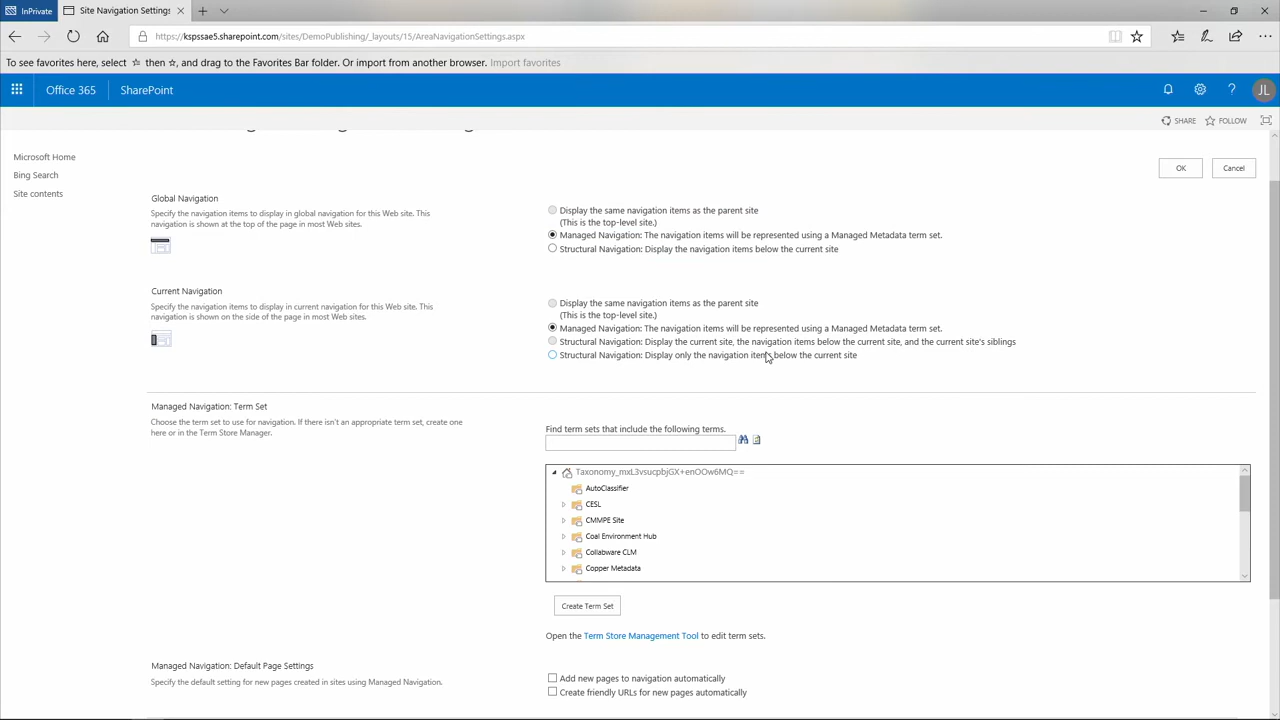 InPrivate
Site Navigation Settings
https://kspssae5.sharepoint.com/sites/DemoPublishing/_layouts/15/AreaNavigationSettings.aspx
To see favorites here, select ☆ then ☆, and drag to the Favorites Bar folder. Or import from another browser. Import favorites
Office 365
SharePoint
JL
SHARE
FOLLOW
Microsoft Home
Bing Search
Site contents
OK
Cancel
Global Navigation
Specify the navigation items to display in global navigation for this Web site. This
navigation is shown at the top of the page in most Web sites.
Display the same navigation items as the parent site
(This is the top-level site.)
Managed Navigation: The navigation items will be represented using a Managed Metadata term set.
Structural Navigation: Display the navigation items below the current site
Current Navigation
Specify the navigation items to display in current navigation for this Web site. This
navigation is shown on the side of the page in most Web sites.
Display the same navigation items as the parent site
(This is the top-level site.)
Managed Navigation: The navigation items will be represented using a Managed Metadata term set.
Structural Navigation: Display the current site, the navigation items below the current site, and the current site's siblings
Structural Navigation: Display only the navigation items below the current site
Managed Navigation: Term Set
Choose the term set to use for navigation. If there isn't an appropriate term set, create one
here or in the Term Store Manager.
Find term sets that include the following terms.
Taxonomy_mxL3vsucpbjGX+enOOw6MQ==
AutoClassifier
CESL
CMMPE Site
Coal Environment Hub
Collabware CLM
Copper Metadata
Create Term Set
Open the Term Store Management Tool to edit term sets.
Managed Navigation: Default Page Settings
Specify the default setting for new pages created in sites using Managed Navigation.
Add new pages to navigation automatically
Create friendly URLs for new pages automatically